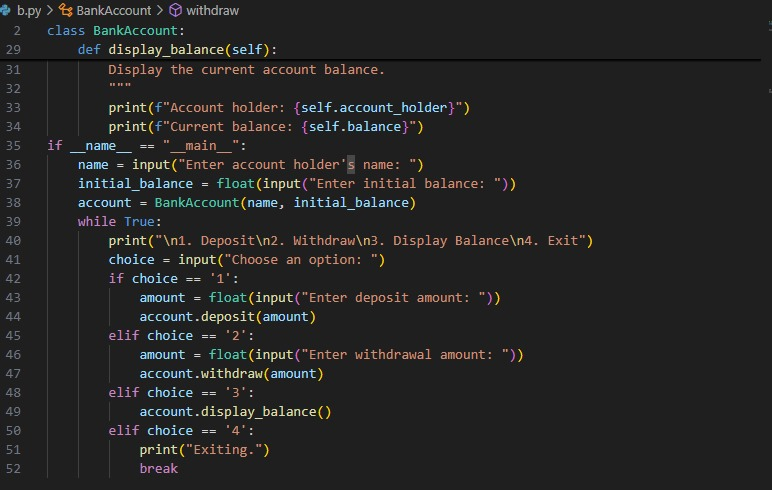 b.py > BankAccount > withdraw
2 class BankAccount:
29     def display_balance(self):
31         Display the current account balance.
32         """
33         print(f"Account holder: {self.account_holder}")
34         print(f"Current balance: {self.balance}")
35 if __name__ == "__main__":
36     name = input("Enter account holder's name: ")
37     initial_balance = float(input("Enter initial balance: "))
38     account = BankAccount(name, initial_balance)
39     while True:
40         print("\n1. Deposit\n2. Withdraw\n3. Display Balance\n4. Exit")
41         choice = input("Choose an option: ")
42         if choice == '1':
43             amount = float(input("Enter deposit amount: "))
44             account.deposit(amount)
45         elif choice == '2':
46             amount = float(input("Enter withdrawal amount: "))
47             account.withdraw(amount)
48         elif choice == '3':
49             account.display_balance()
50         elif choice == '4':
51             print("Exiting.")
52             break